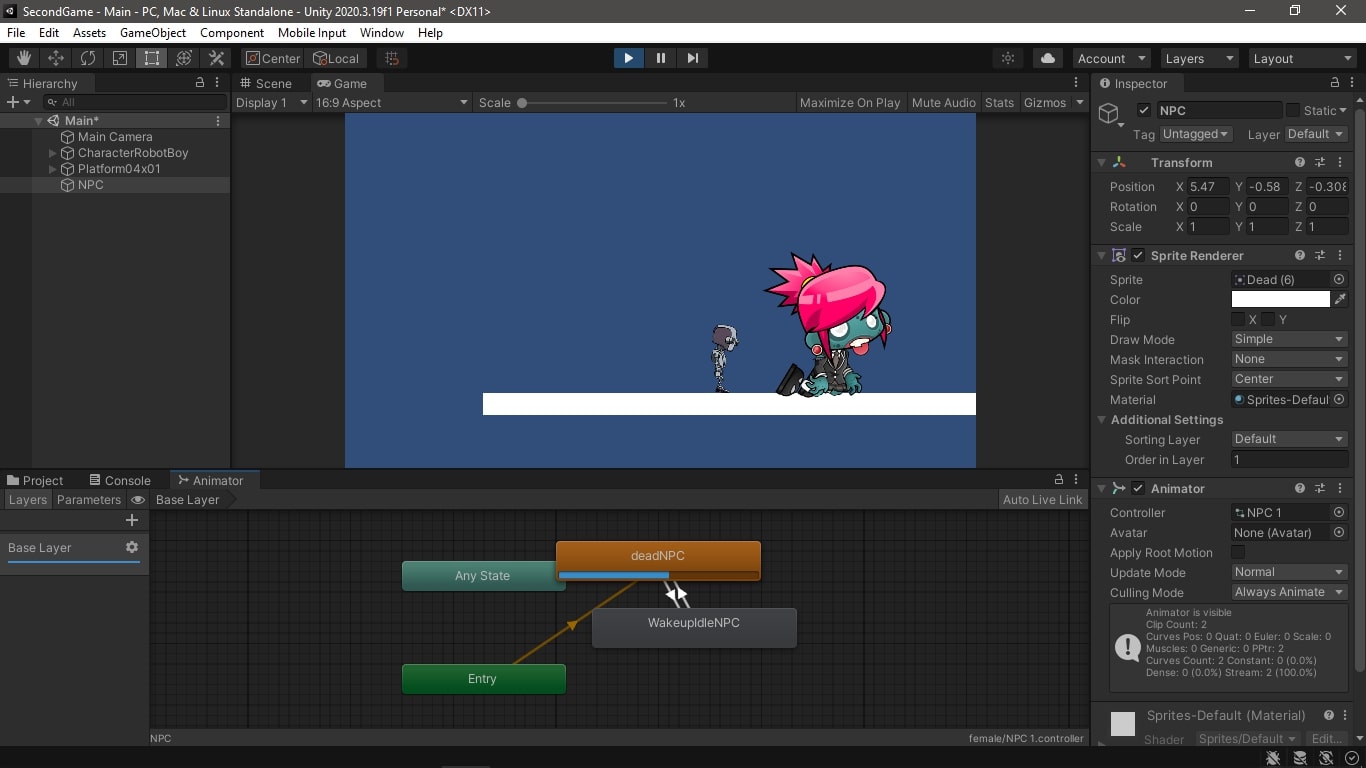 SecondGame - Main - PC, Mac & Linux Standalone - Unity 2020.3.19f1 Personal* <DX11>
File Edit Assets GameObject Component Mobile Input Window Help
Center Local Account Layers Layout
Hierarchy
All
Main*
Main Camera
CharacterRobotBoy
Platform04x01
NPC
Scene Game
Display 1 16:9 Aspect Scale 1x Maximize On Play Mute Audio Stats Gizmos
Project Console Animator
Layers Parameters Base Layer Auto Live Link
Base Layer
deadNPC
Any State
WakeupIdleNPC
Entry
NPC female/NPC 1.controller
Inspector
NPC Static
Tag Untagged Layer Default
Transform
Position X 5.47 Y -0.58 Z -0.308
Rotation X 0 Y 0 Z 0
Scale X 1 Y 1 Z 1
Sprite Renderer
Sprite Dead (6)
Color
Flip X Y
Draw Mode Simple
Mask Interaction None
Sprite Sort Point Center
Material Sprites-Defaul
Additional Settings
Sorting Layer Default
Order in Layer 1
Animator
Controller NPC 1
Avatar None (Avatar)
Apply Root Motion
Update Mode Normal
Culling Mode Always Animate
Animator is visible
Clip Count: 2
Curves Pos: 0 Quat: 0 Euler: 0 Scale: 0
Muscles: 0 Generic: 0 PPtr: 2
Curves Count: 2 Constant: 0 (0.0%)
Dense: 0 (0.0%) Stream: 2 (100.0%)
Sprites-Default (Material)
Shader Sprites/Default Edit...